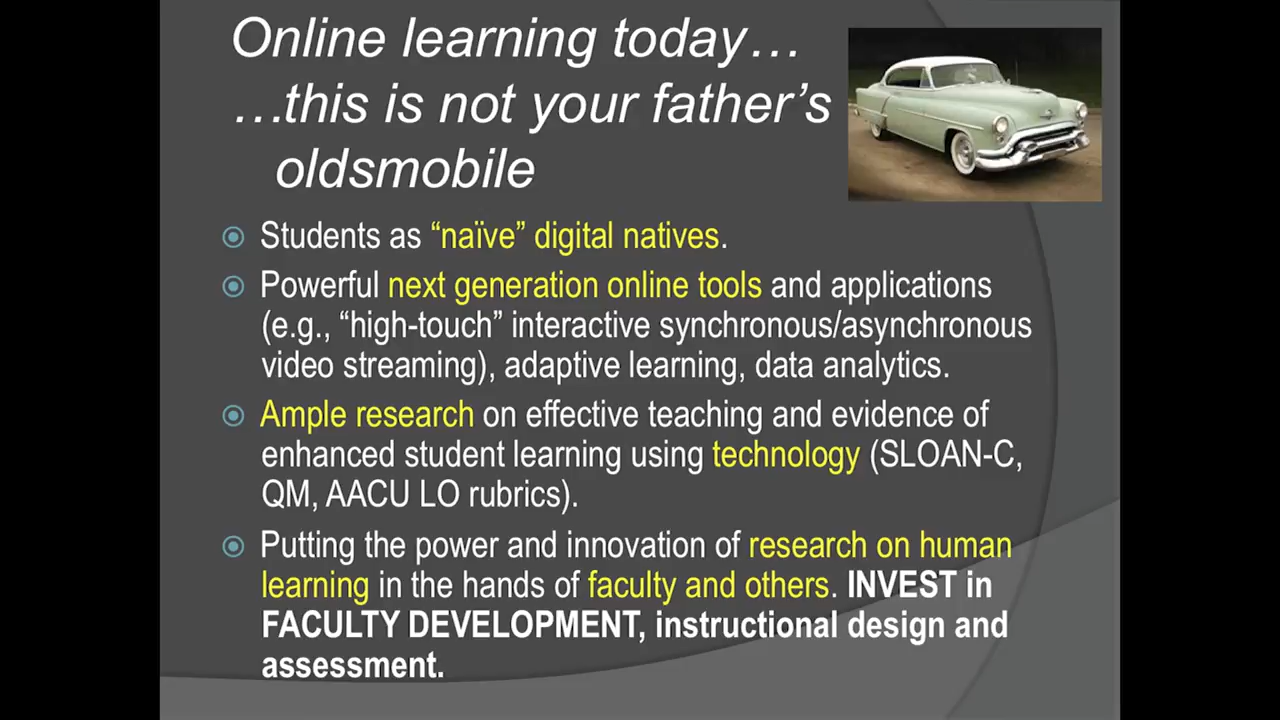 Online learning today…
…this is not your father’s
oldsmobile
Students as “naïve” digital natives.
Powerful next generation online tools and applications
(e.g., “high-touch” interactive synchronous/asynchronous
video streaming), adaptive learning, data analytics.
Ample research on effective teaching and evidence of
enhanced student learning using technology (SLOAN-C,
QM, AACU LO rubrics).
Putting the power and innovation of research on human
learning in the hands of faculty and others. INVEST in
FACULTY DEVELOPMENT, instructional design and
assessment.